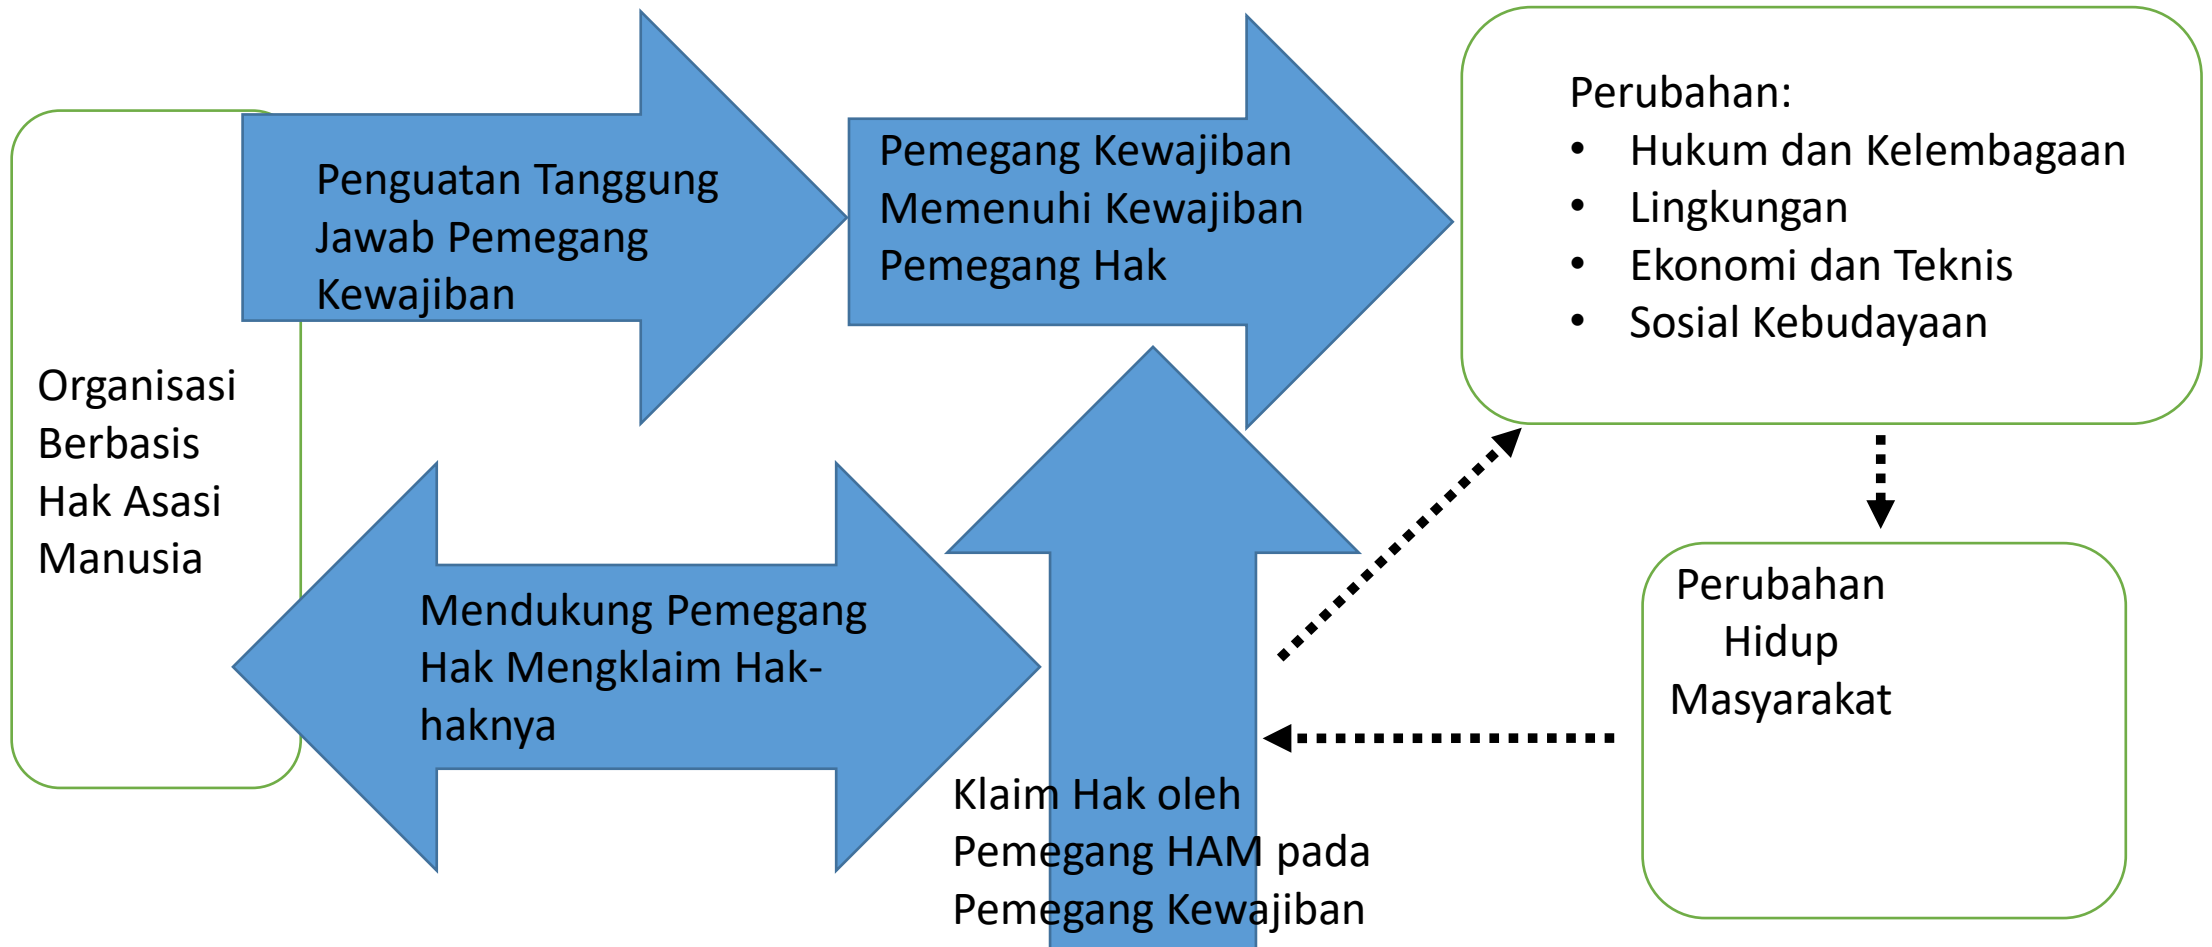 Organisasi
Berbasis
Hak Asasi
Manusia
Penguatan Tanggung
Jawab Pemegang
Kewajiban
Pemegang Kewajiban
Memenuhi Kewajiban
Pemegang Hak
Perubahan:
• Hukum dan Kelembagaan
• Lingkungan
• Ekonomi dan Teknis
• Sosial Kebudayaan
Mendukung Pemegang
Hak Mengklaim Hak-
haknya
Klaim Hak oleh
Pemegang HAM pada
Pemegang Kewajiban
Perubahan
Hidup
Masyarakat